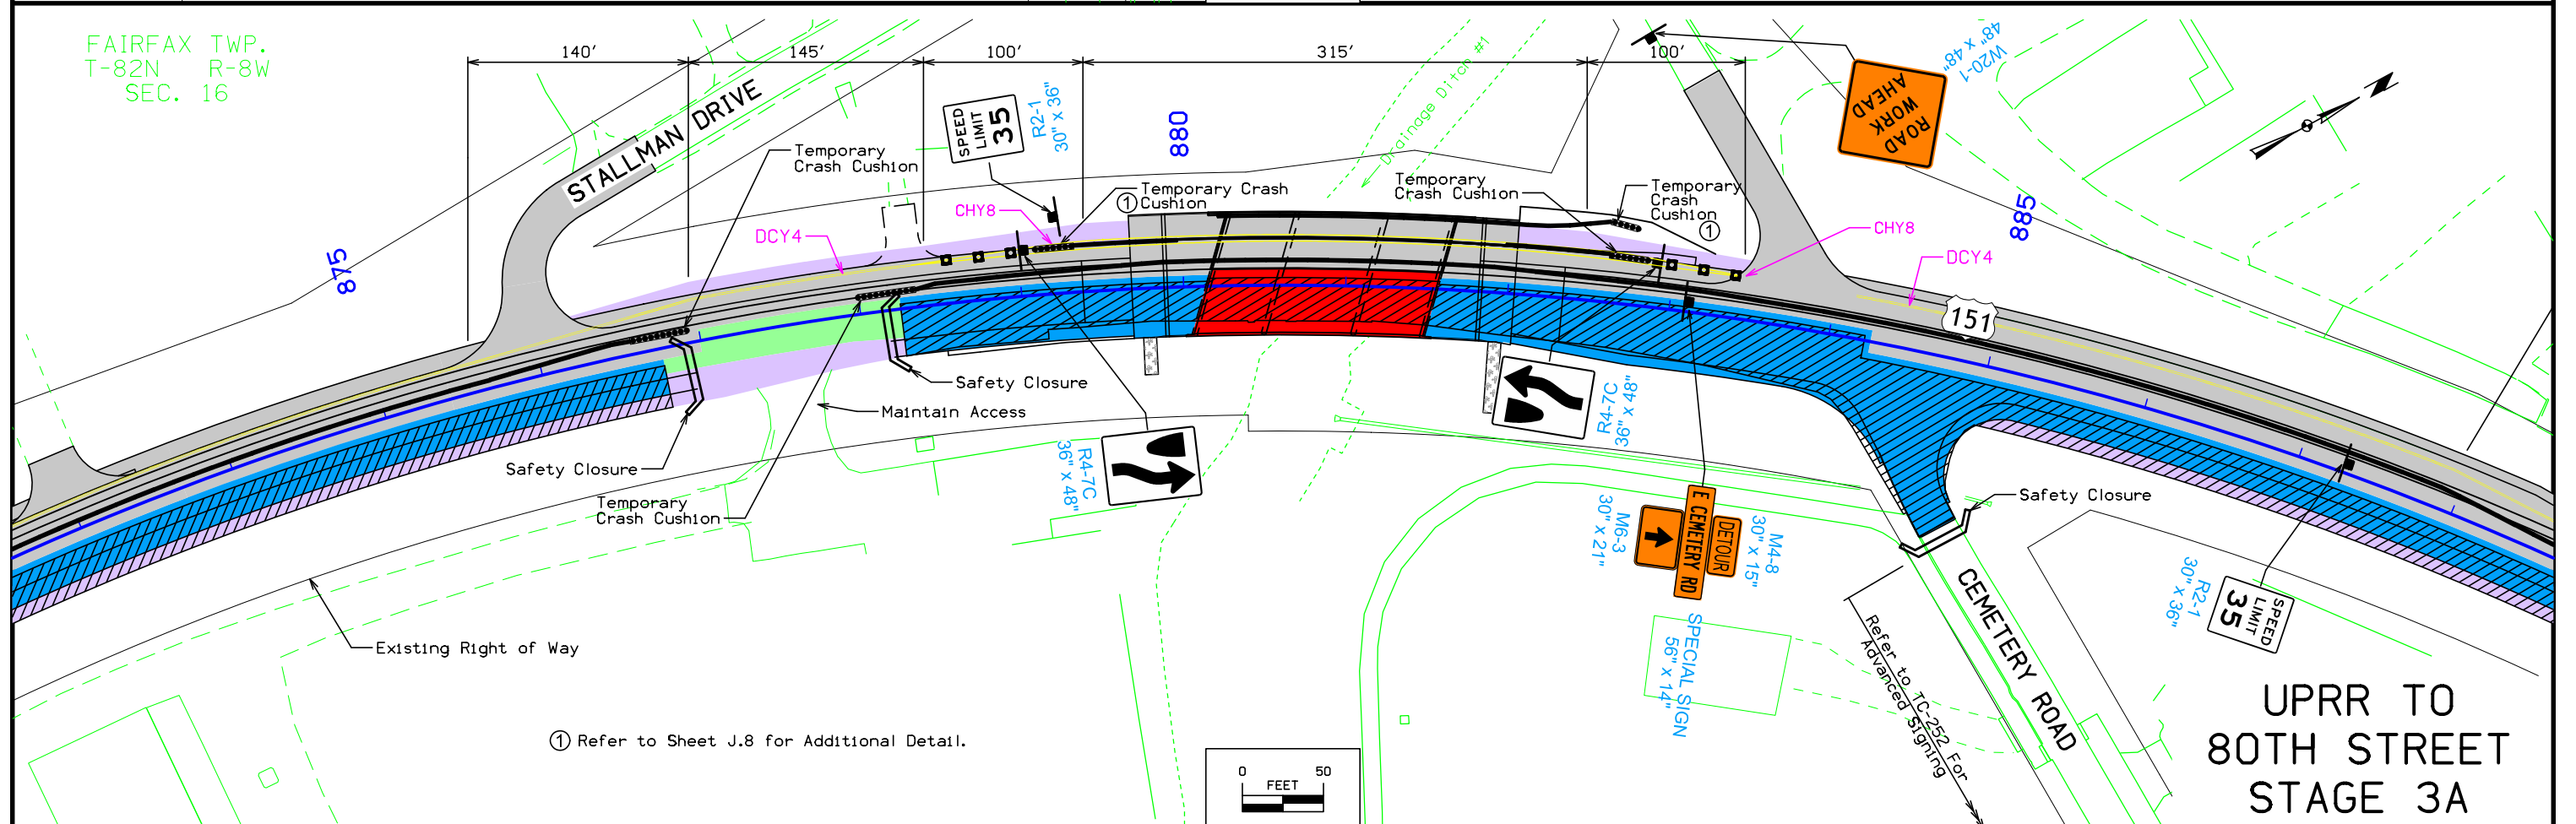 FAIRFAX TWP.
T-82N R-8W
SEC. 16
140'
145'
100'
315'
100'
STALLMAN DRIVE
Temporary
Crash Cushion
SPEED
LIMIT
35
R2-1
30" x 36"
880
Drainage Ditch #1
ROAD
WORK
AHEAD
W20-1
48" x 48"
Temporary Crash
Cushion
1
Temporary
Crash Cushion
Temporary
Crash
Cushion
1
CHY8
DCY4
875
885
CHY8
DCY4
151
Safety Closure
Maintain Access
Safety Closure
Temporary
Crash Cushion
R4-7C
36" x 48"
R4-7C
36" x 48"
E CEMETERY RD
DETOUR
M6-3
30" x 21"
M4-8
30" x 15"
SPECIAL SIGN
56" x 14"
Safety Closure
CEMETERY ROAD
Refer to TC-252 For
Advanced Signing
R2-1
30" x 36"
SPEED
LIMIT
35
Existing Right of Way
1 Refer to Sheet J.8 for Additional Detail.
0 50
FEET
UPRR TO
80TH STREET
STAGE 3A